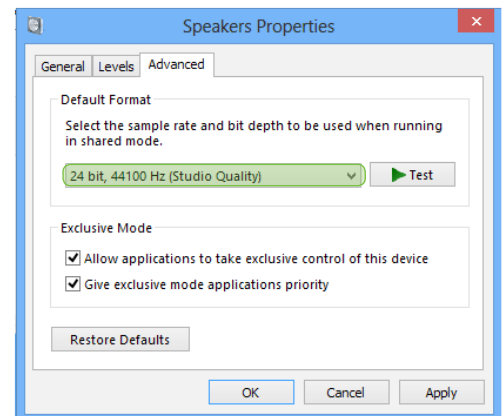 Speakers Properties
General
Levels
Advanced
Default Format
Select the sample rate and bit depth to be used when running
in shared mode.
24 bit, 44100 Hz (Studio Quality)
Test
Exclusive Mode
Allow applications to take exclusive control of this device
Give exclusive mode applications priority
Restore Defaults
OK
Cancel
Apply